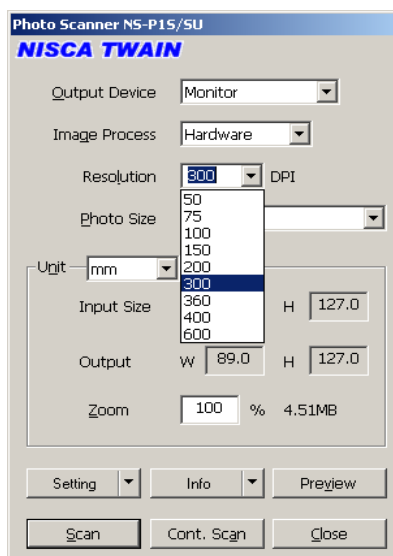 Photo Scanner NS-P1S/SU
NISCA TWAIN
Output Device Monitor
Image Process Hardware
Resolution 300 DPI
50
Photo Size 75
100
150
Unit mm 200
300
Input Size 360 H 127.0
400
600
Output W 89.0 H 127.0
Zoom 100 % 4.51MB
Setting Info Preview
Scan Cont. Scan Close